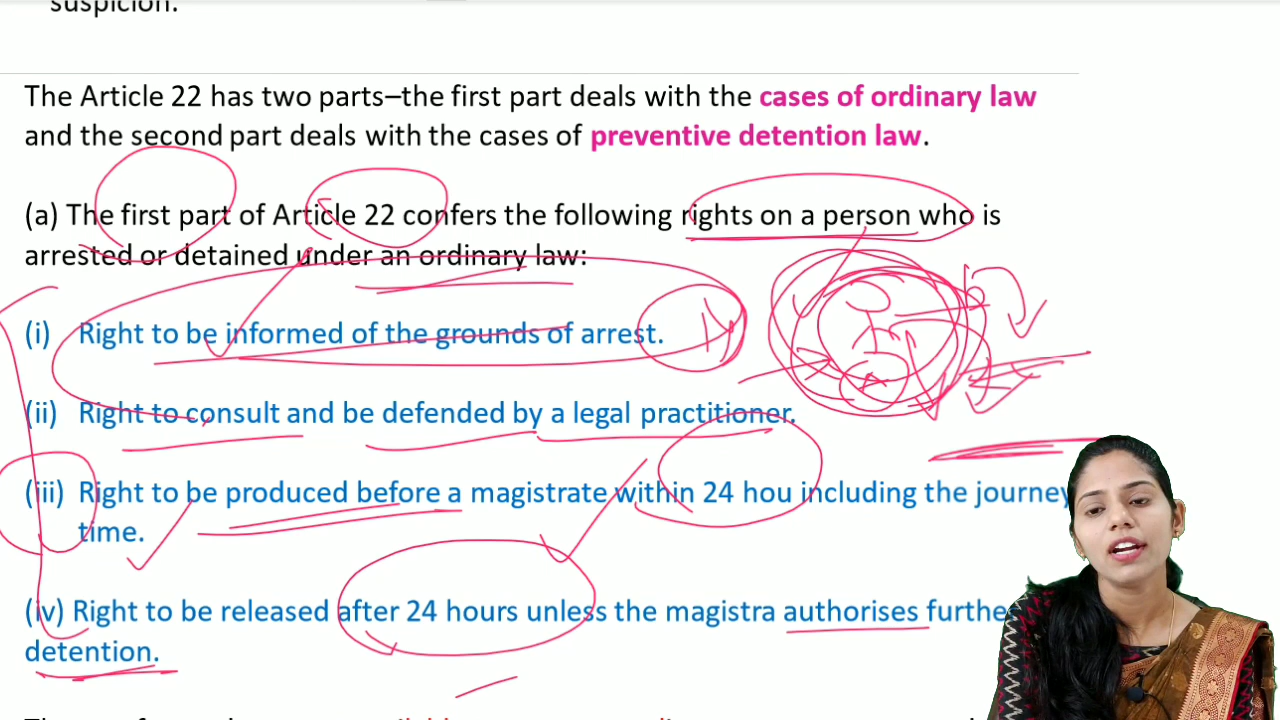 suspicion.
The Article 22 has two parts–the first part deals with the cases of ordinary law
and the second part deals with the cases of preventive detention law.
(a) The first part of Article 22 confers the following rights on a person who is
arrested or detained under an ordinary law:
(i) Right to be informed of the grounds of arrest.
(ii) Right to consult and be defended by a legal practitioner.
(iii) Right to be produced before a magistrate within 24 hou including the journey
time.
(iv) Right to be released after 24 hours unless the magistra authorises furthe
detention.